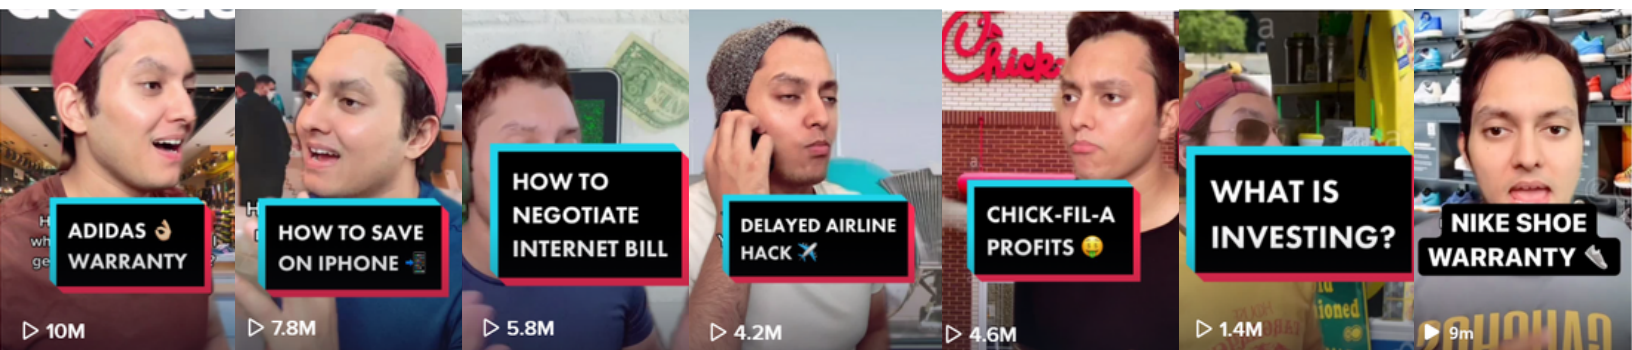 ADIDAS 👌🏼
WARRANTY
10M
HOW TO SAVE
ON IPHONE 📲
7.8M
HOW TO
NEGOTIATE
INTERNET BILL
5.8M
DELAYED AIRLINE
HACK ✈️
4.2M
Chick-
CHICK-FIL-A
PROFITS 🤑
4.6M
WHAT IS
INVESTING?
1.4M
NIKE SHOE
WARRANTY 👟
9m